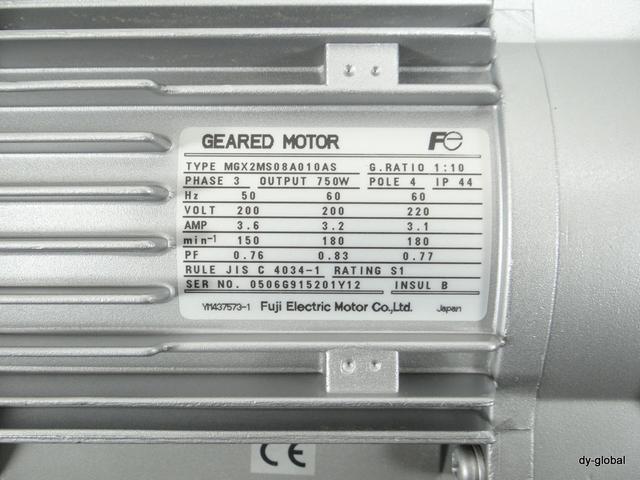 GEARED MOTOR Fe
TYPE MGX2MS08A010AS G.RATIO 1:10
PHASE 3 OUTPUT 750W POLE 4 IP 44
Hz 50 60 60
VOLT 200 200 220
AMP 3.6 3.2 3.1
min-1 150 180 180
PF 0.76 0.83 0.77
RULE JIS C 4034-1 RATING S1
SER NO. 0506G915201Y12 INSUL B
YM437573-1 Fuji Electric Motor Co.,Ltd. Japan
CE
dy-global